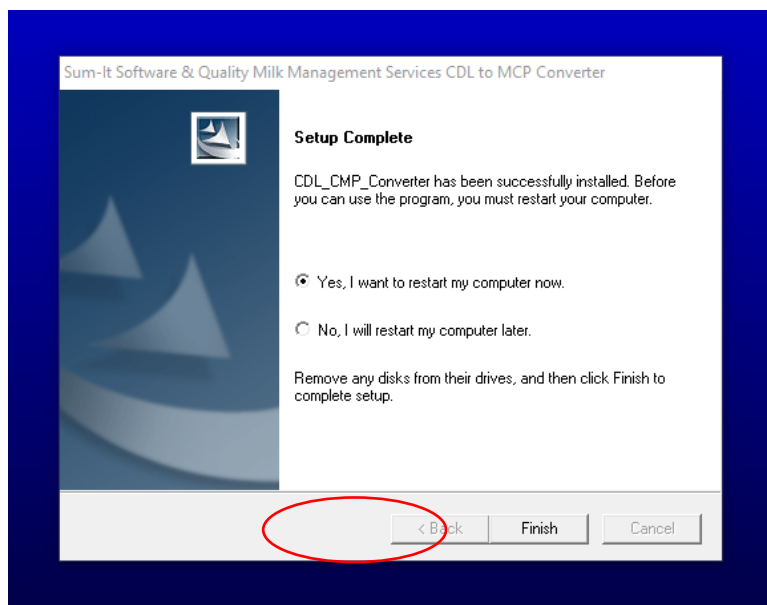 Sum-It Software & Quality Milk Management Services CDL to MCP Converter
Setup Complete
CDL_CMP_Converter has been successfully installed. Before
you can use the program, you must restart your computer.
Yes, I want to restart my computer now.
No, I will restart my computer later.
Remove any disks from their drives, and then click Finish to
complete setup.
< Back Finish Cancel